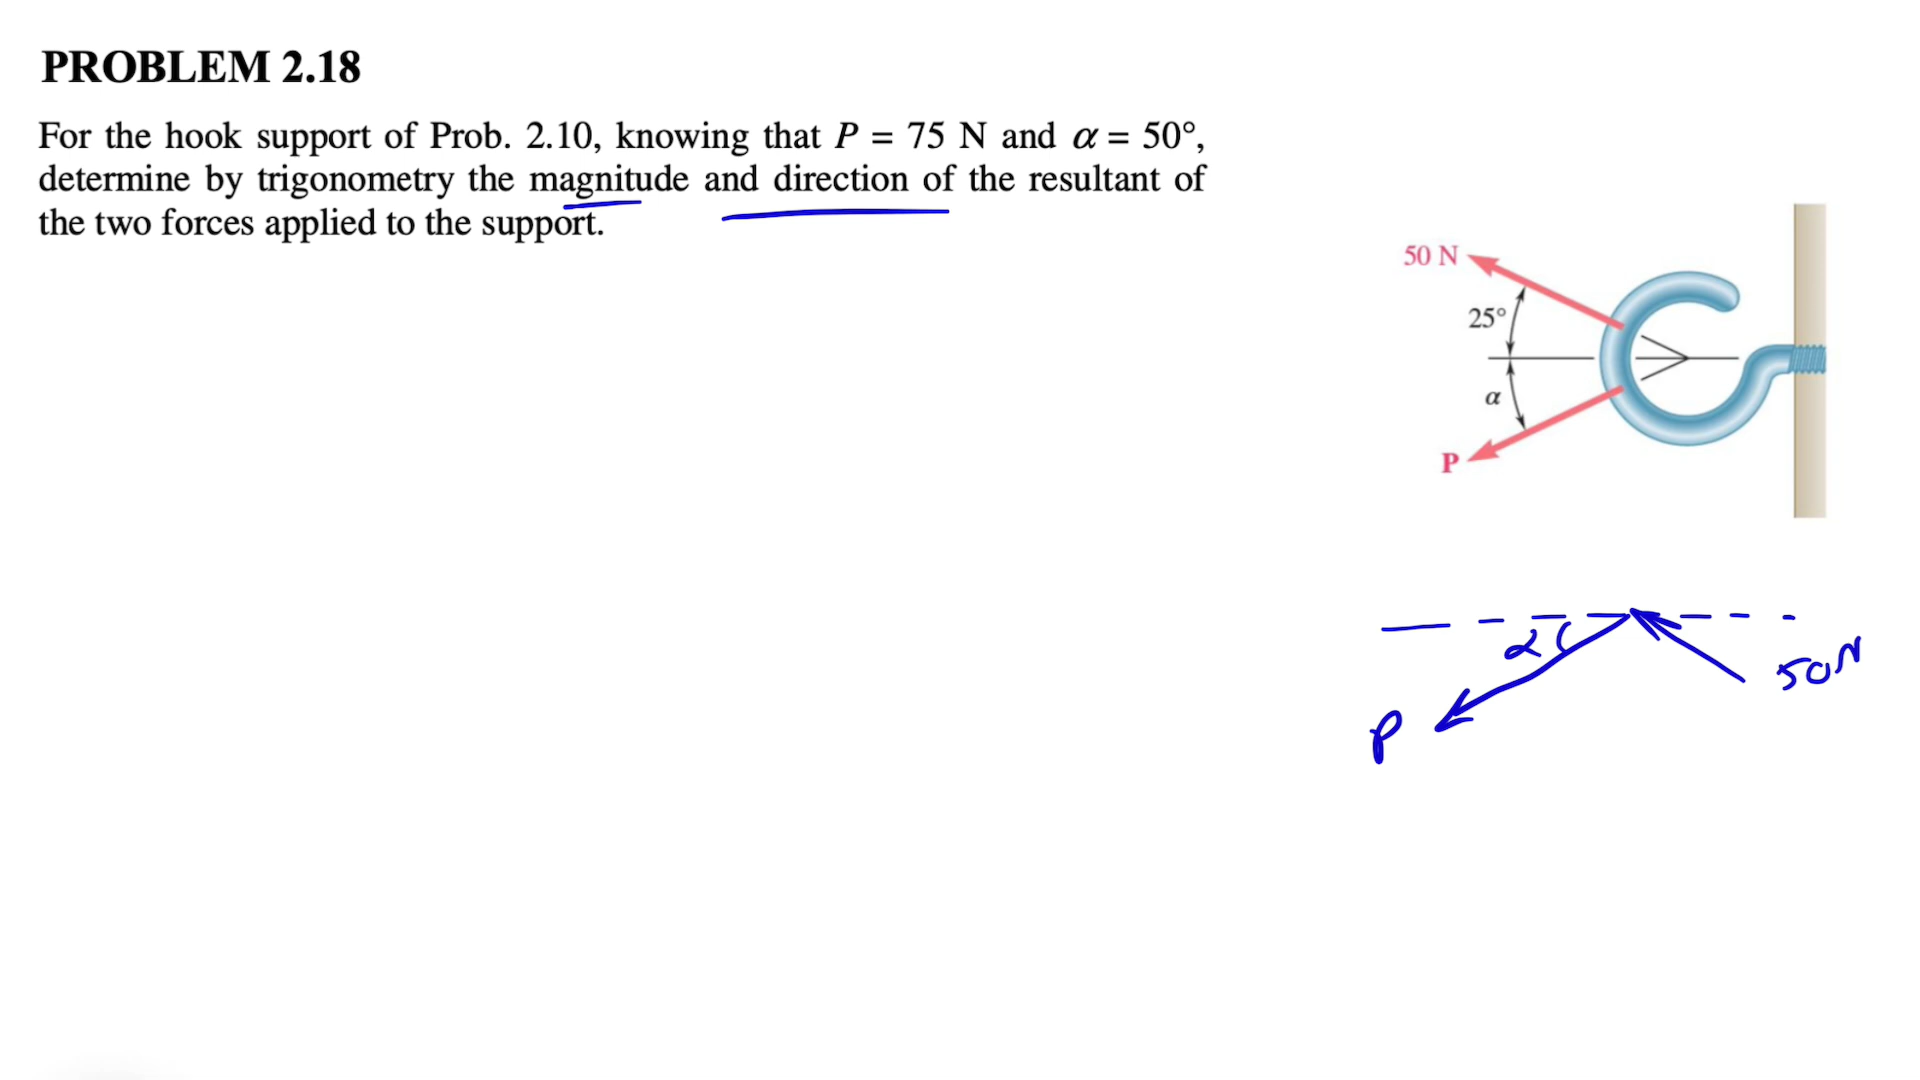 PROBLEM 2.18
For the hook support of Prob. 2.10, knowing that P = 75 N and α = 50°,
determine by trigonometry the magnitude and direction of the resultant of
the two forces applied to the support.
50 N
25°
α
P
α
50N
P